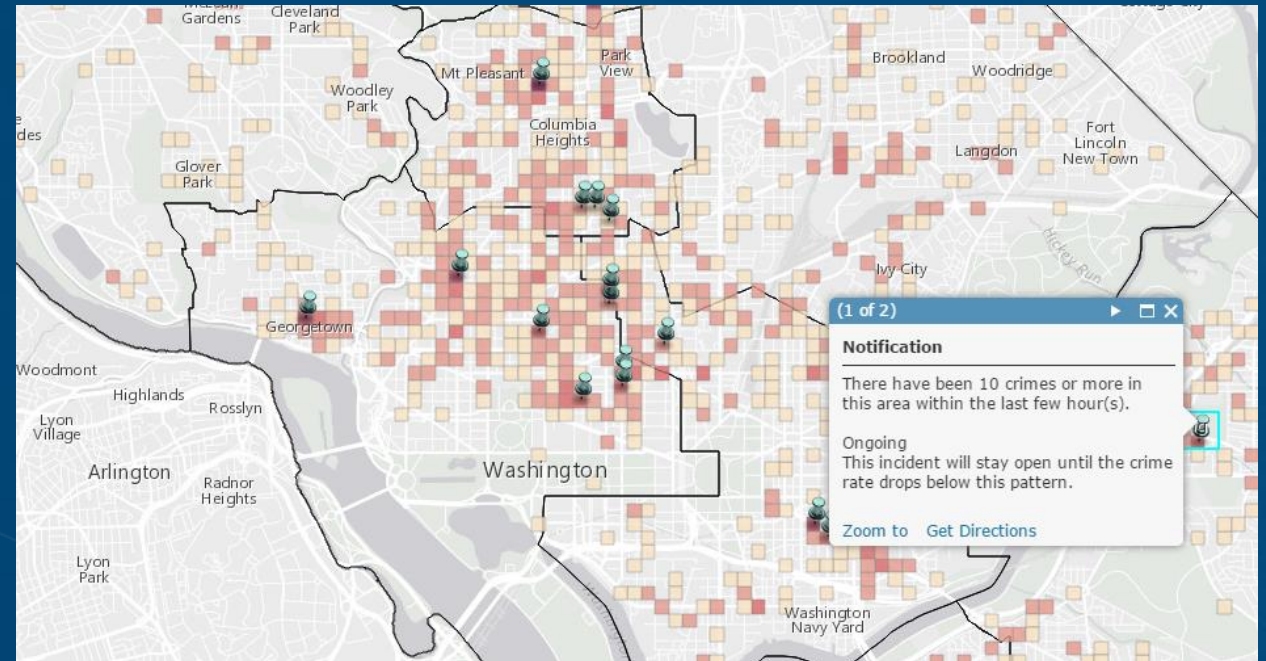 Gardens
Cleveland
Park
Park
View
Mt Pleasant
Brookland
Woodridge
Woodley
Park
Columbia
Heights
Fort
Lincoln
New Town
Langdon
Glover
Park
Hickey Run
Ivy City
Georgetown
(1 of 2)
Notification
There have been 10 crimes or more in
this area within the last few hour(s).
Ongoing
This incident will stay open until the crime
rate drops below this pattern.
Zoom to Get Directions
Woodmont
Highlands
Rosslyn
Lyon
Village
Arlington
Radnor
Heights
Washington
Lyon
Park
Washington
Navy Yard